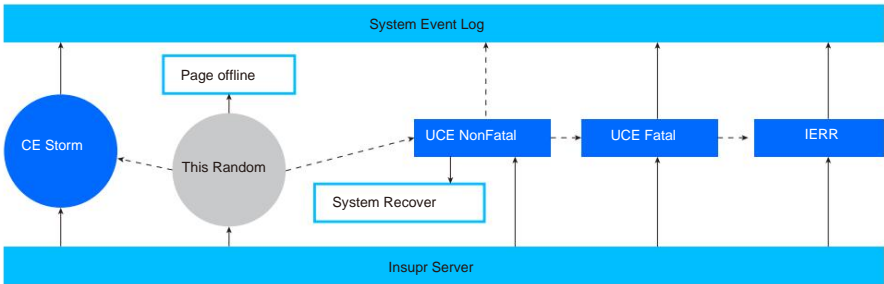 System Event Log
Page offline
CE Storm
This Random
UCE NonFatal
UCE Fatal
IERR
System Recover
Insupr Server